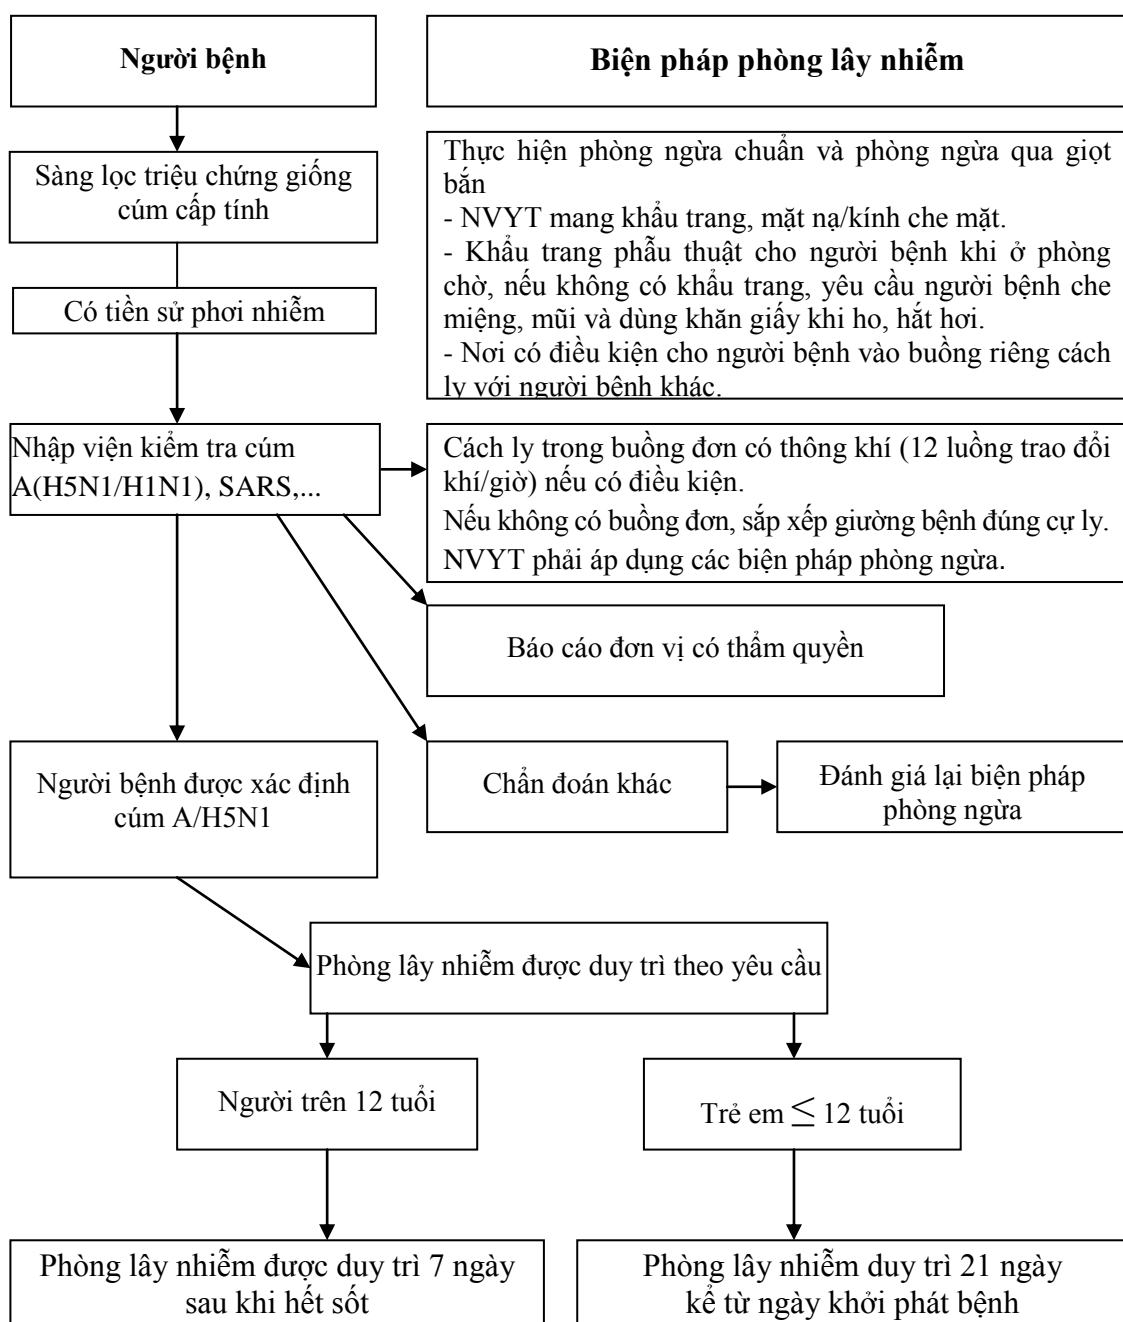 Người bệnh
Biện pháp phòng lây nhiễm
Sàng lọc triệu chứng giống
cúm cấp tính
Thực hiện phòng ngừa chuẩn và phòng ngừa qua giọt
bắn
- NVYT mang khẩu trang, mặt nạ/kính che mặt.
- Khẩu trang phẫu thuật cho người bệnh khi ở phòng
chờ, nếu không có khẩu trang, yêu cầu người bệnh che
miệng, mũi và dùng khăn giấy khi ho, hắt hơi.
- Nơi có điều kiện cho người bệnh vào buồng riêng cách
ly với người bệnh khác.
Có tiền sử phơi nhiễm
Nhập viện kiểm tra cúm
A(H5N1/H1N1), SARS,...
Cách ly trong buồng đơn có thông khí (12 luồng trao đổi
khí/giờ) nếu có điều kiện.
Nếu không có buồng đơn, sắp xếp giường bệnh đúng cự ly.
NVYT phải áp dụng các biện pháp phòng ngừa.
Báo cáo đơn vị có thẩm quyền
Người bệnh được xác định
cúm A/H5N1
Chẩn đoán khác
Đánh giá lại biện pháp
phòng ngừa
Phòng lây nhiễm được duy trì theo yêu cầu
Người trên 12 tuổi
Trẻ em ≤ 12 tuổi
Phòng lây nhiễm được duy trì 7 ngày
sau khi hết sốt
Phòng lây nhiễm duy trì 21 ngày
kể từ ngày khởi phát bệnh